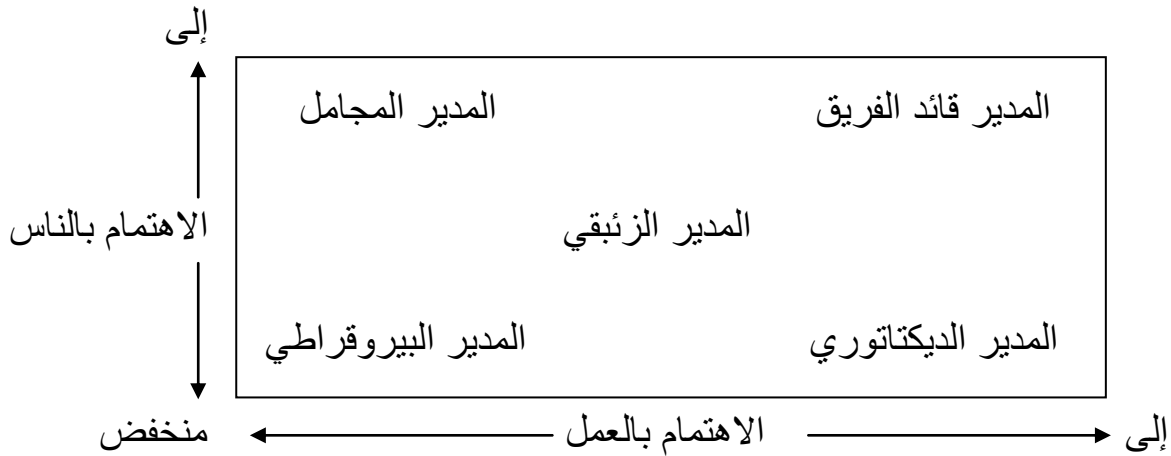 إلى
المدير قائد الفريق
المدير المجامل
المدير الزئبقي
الاهتمام بالناس
المدير الديكتاتوري
المدير البيروقراطي
إلى
الاهتمام بالعمل
منخفض